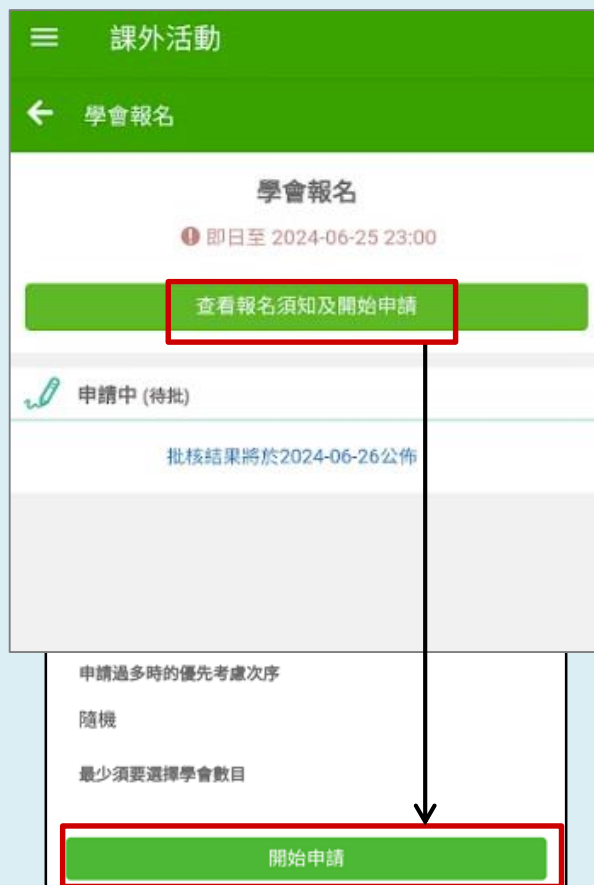 課外活動
學會報名
學會報名
即日至 2024-06-25 23:00
查看報名須知及開始申請
申請中 (待批)
批核結果將於2024-06-26公佈
申請過多時的優先考慮次序
隨機
最少須要選擇學會數目
開始申請